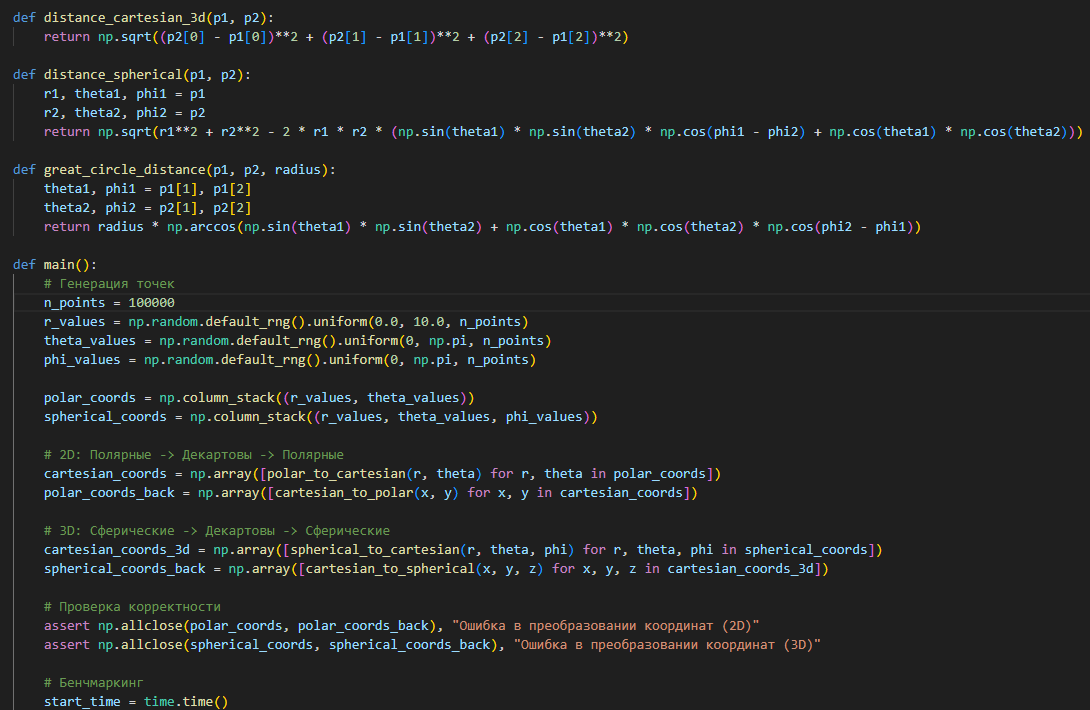 def distance_cartesian_3d(p1, p2):
    return np.sqrt((p2[0] - p1[0])**2 + (p2[1] - p1[1])**2 + (p2[2] - p1[2])**2)
def distance_spherical(p1, p2):
    r1, theta1, phi1 = p1
    r2, theta2, phi2 = p2
    return np.sqrt(r1**2 + r2**2 - 2 * r1 * r2 * (np.sin(theta1) * np.sin(theta2) * np.cos(phi1 - phi2) + np.cos(theta1) * np.cos(theta2)))
def great_circle_distance(p1, p2, radius):
    theta1, phi1 = p1[1], p1[2]
    theta2, phi2 = p2[1], p2[2]
    return radius * np.arccos(np.sin(theta1) * np.sin(theta2) + np.cos(theta1) * np.cos(theta2) * np.cos(phi2 - phi1))
def main():
    # Генерация точек
    n_points = 100000
    r_values = np.random.default_rng().uniform(0.0, 10.0, n_points)
    theta_values = np.random.default_rng().uniform(0, np.pi, n_points)
    phi_values = np.random.default_rng().uniform(0, np.pi, n_points)
    polar_coords = np.column_stack((r_values, theta_values))
    spherical_coords = np.column_stack((r_values, theta_values, phi_values))
    # 2D: Полярные -> Декартовы -> Полярные
    cartesian_coords = np.array([polar_to_cartesian(r, theta) for r, theta in polar_coords])
    polar_coords_back = np.array([cartesian_to_polar(x, y) for x, y in cartesian_coords])
    # 3D: Сферические -> Декартовы -> Сферические
    cartesian_coords_3d = np.array([spherical_to_cartesian(r, theta, phi) for r, theta, phi in spherical_coords])
    spherical_coords_back = np.array([cartesian_to_spherical(x, y, z) for x, y, z in cartesian_coords_3d])
    # Проверка корректности
    assert np.allclose(polar_coords, polar_coords_back), "Ошибка в преобразовании координат (2D)"
    assert np.allclose(spherical_coords, spherical_coords_back), "Ошибка в преобразовании координат (3D)"
    # Бенчмаркинг
    start_time = time.time()